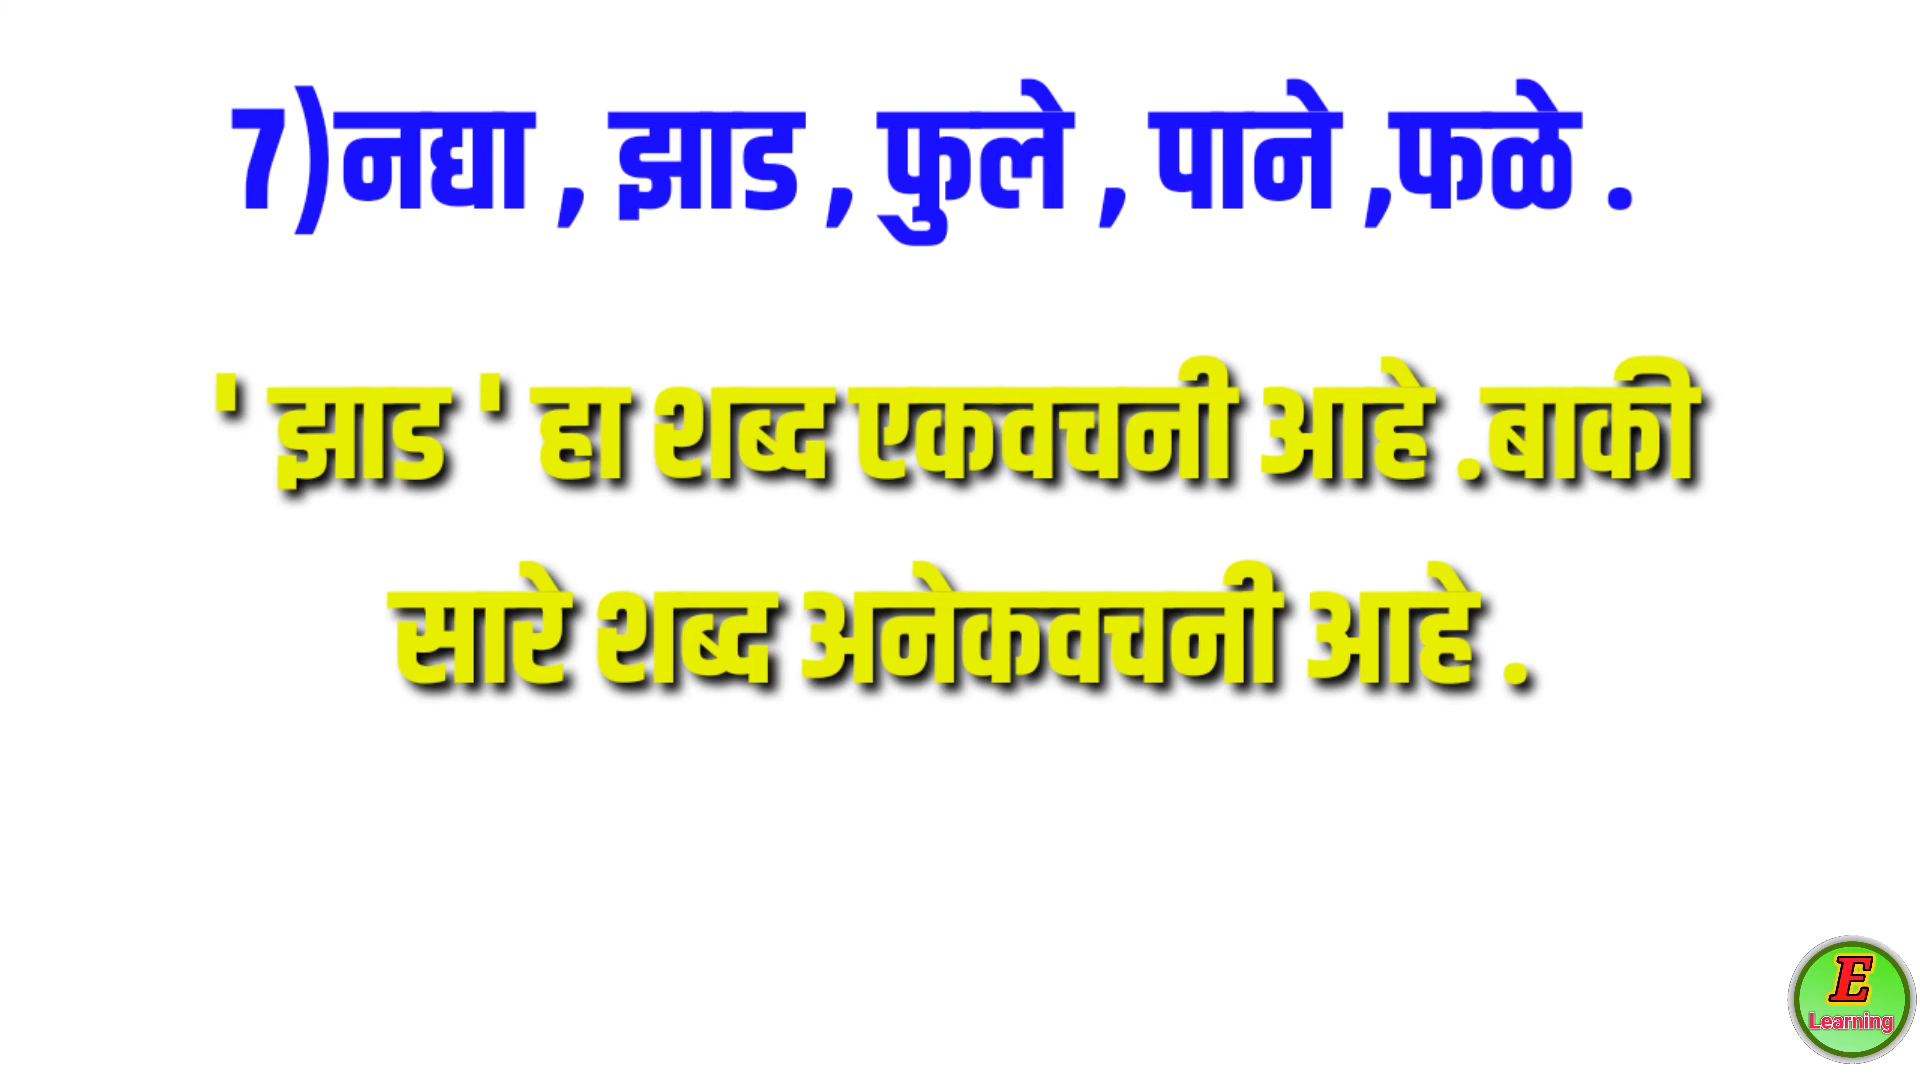 7)नद्या , झाड , फुले , पाने ,फळे .
' झाड ' हा शब्द एकवचनी आहे .बाकी
सारे शब्द अनेकवचनी आहे .
E
Learning